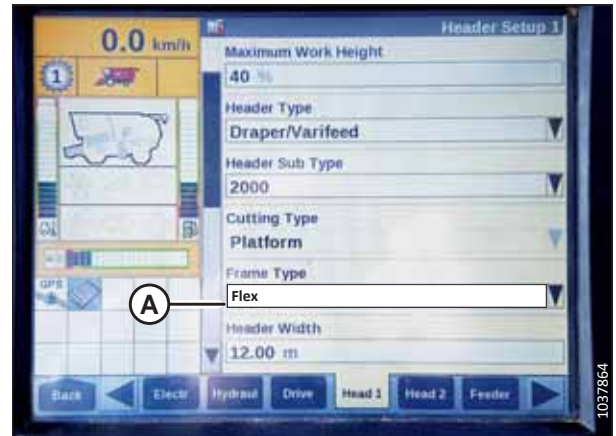 0.0 km/h
Header Setup 1
Maximum Work Height
40 %
1
Header Type
Draper/Varifeed
Header Sub Type
2000
Cutting Type
Platform
Frame Type
GPS
A
Flex
Header Width
12.00 m
Back
Electr
Hydraul
Drive
Head 1
Head 2
Feeder
1037864